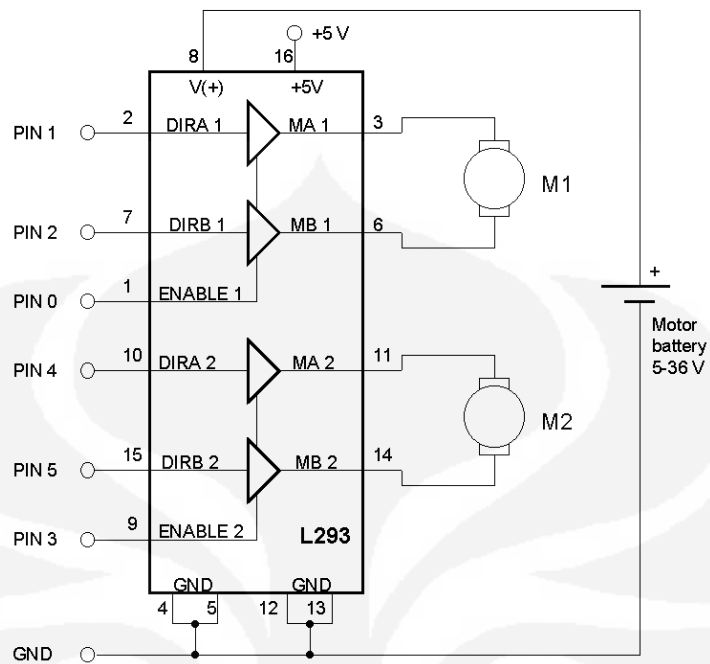 +5 V
8
16
V(+)
+5V
PIN 1
2
DIRA 1
MA 1
3
M1
PIN 2
7
DIRB 1
MB 1
6
PIN 0
1
ENABLE 1
+
Motor
battery
5-36 V
PIN 4
10
DIRA 2
MA 2
11
M2
PIN 5
15
DIRB 2
MB 2
14
PIN 3
9
ENABLE 2
L293
GND
GND
4
5
12
13
GND